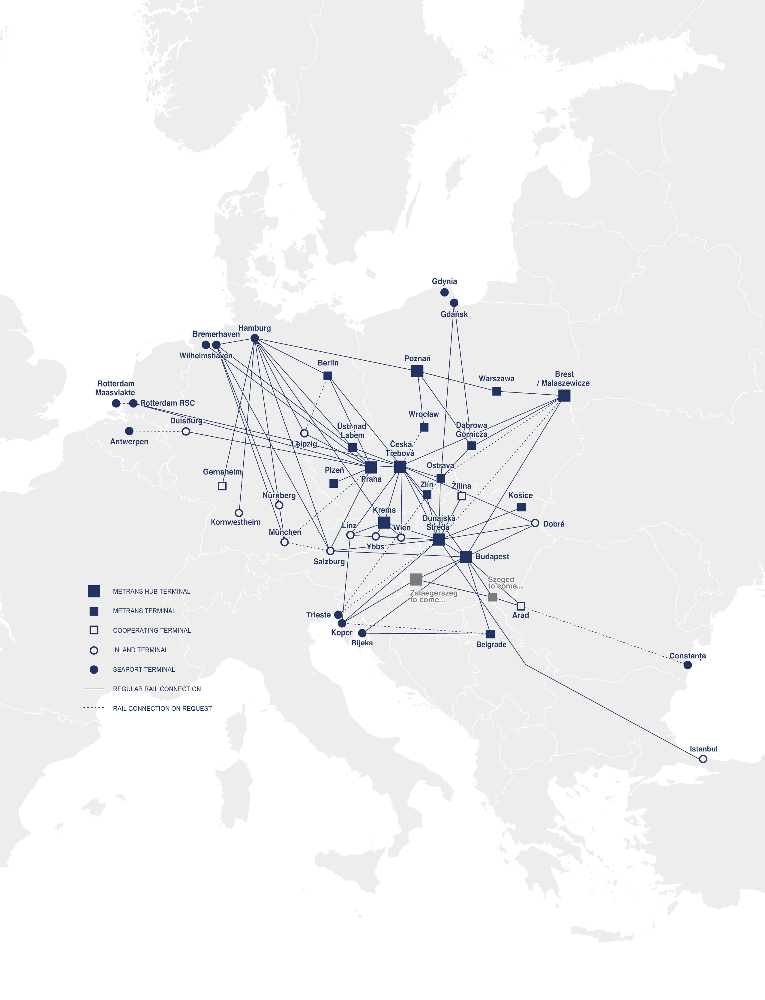 Gdynia
Gdańsk
Hamburg
Bremerhaven
Wilhelmshaven
Poznań
Berlin
Warszawa
Brest
/ Malaszewicze
Rotterdam
Maasvlakte
Rotterdam RSC
Duisburg
Antwerpen
Wrocław
Ústí nad
Labem
Leipzig
Dąbrowa
Górnicza
Česká
Třebová
Ostrava
Plzeň
Praha
Gernsheim
Zlín
Žilina
Košice
Nürnberg
Kornwestheim
Krems
Dunajská
Streda
Dobrá
Linz
Wien
München
Ybbs
Salzburg
Budapest
Szeged
to come...
Zalaegerszeg
to come...
METRANS HUB TERMINAL
METRANS TERMINAL
COOPERATING TERMINAL
INLAND TERMINAL
SEAPORT TERMINAL
REGULAR RAIL CONNECTION
RAIL CONNECTION ON REQUEST
Trieste
Arad
Koper
Rijeka
Belgrade
Constanța
Istanbul